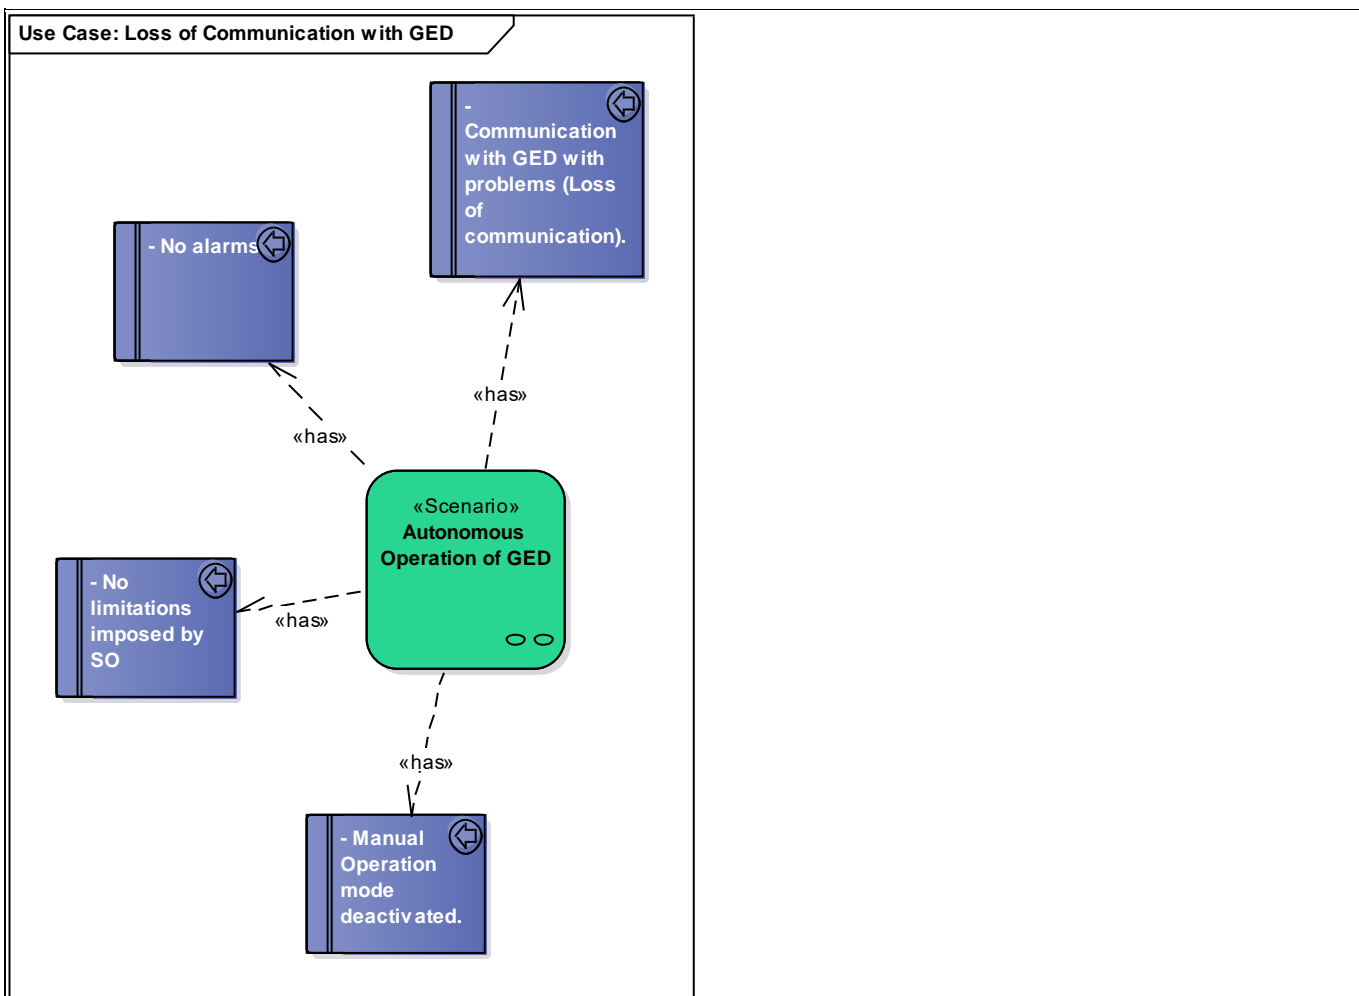 Use Case: Loss of Communication with GED
-
Communication
with GED with
problems (Loss
of
communication).
- No alarms
«has»
«has»
«Scenario»
Autonomous
Operation of GED
- No
limitations
imposed by
SO
«has»
«has»
- Manual
Operation
mode
deactivated.